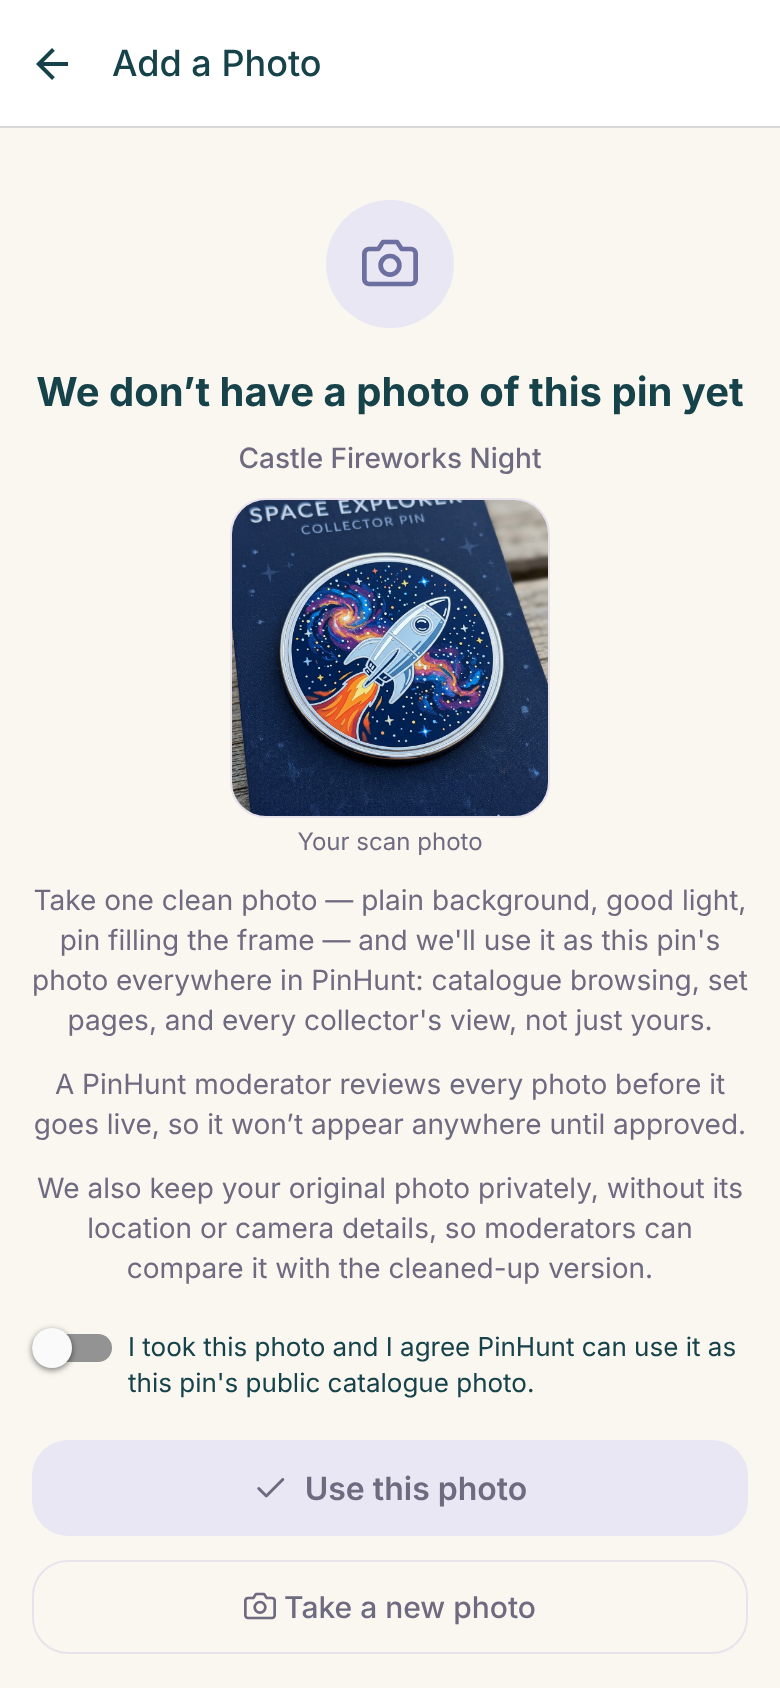 Add a Photo
We don’t have a photo of this pin yet
Castle Fireworks Night
SPACE EXPLORER
COLLECTOR PIN
Your scan photo
Take one clean photo — plain background, good light,
pin filling the frame — and we'll use it as this pin's
photo everywhere in PinHunt: catalogue browsing, set
pages, and every collector's view, not just yours.
A PinHunt moderator reviews every photo before it
goes live, so it won’t appear anywhere until approved.
We also keep your original photo privately, without its
location or camera details, so moderators can
compare it with the cleaned-up version.
I took this photo and I agree PinHunt can use it as
this pin's public catalogue photo.
Use this photo
Take a new photo